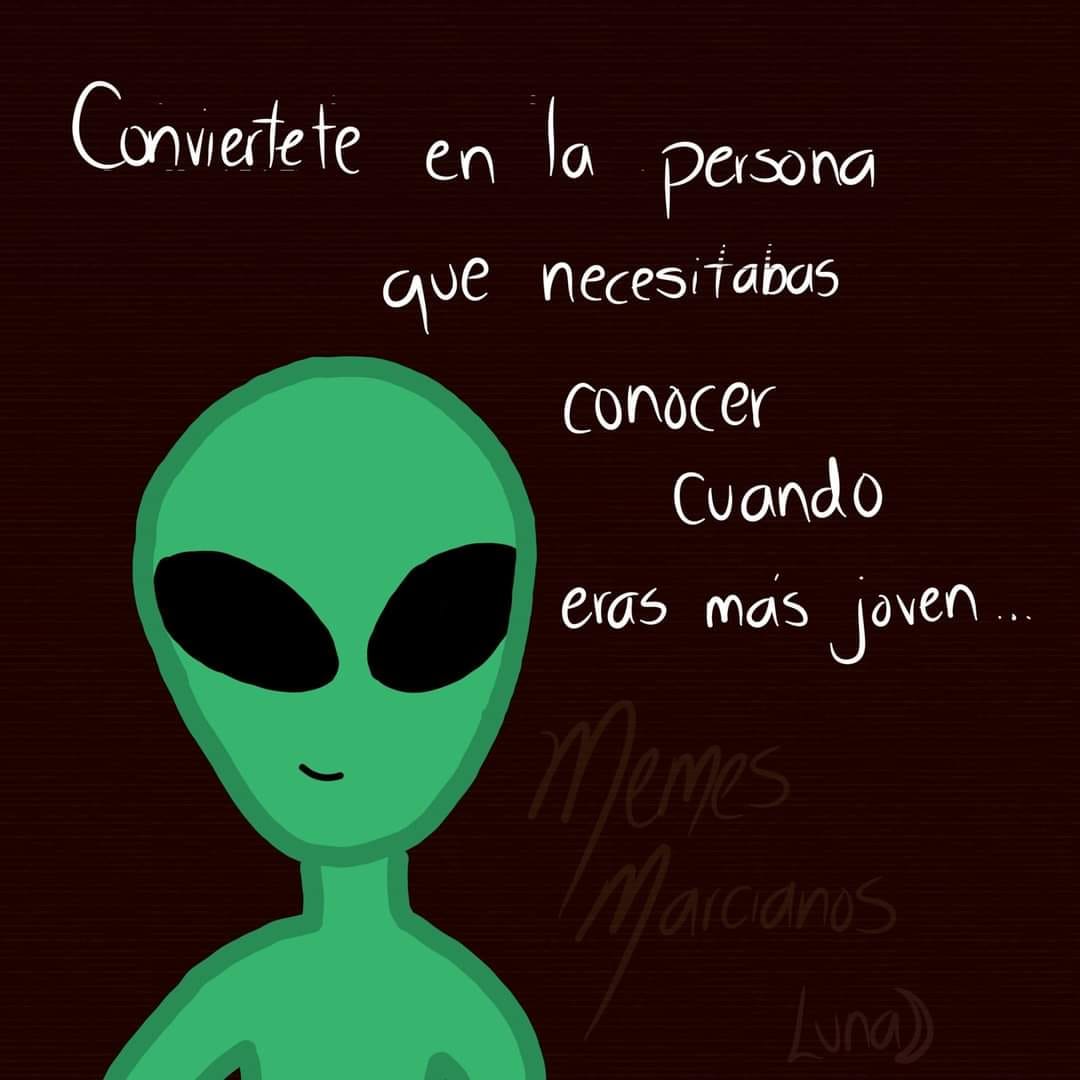 Conviertete en la persona
que necesitabas
conocer
cuando
eras más joven...
Memes
Marcianos
Luna